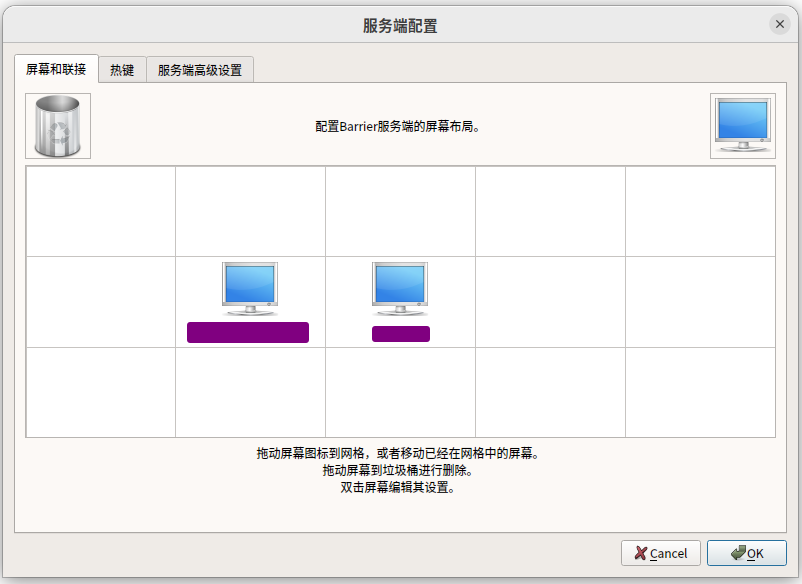 服务端配置
屏幕和联接 热键 服务端高级设置
配置Barrier服务端的屏幕布局。
拖动屏幕图标到网格，或者移动已经在网格中的屏幕。
拖动屏幕到垃圾桶进行删除。
双击屏幕编辑其设置。
Cancel OK